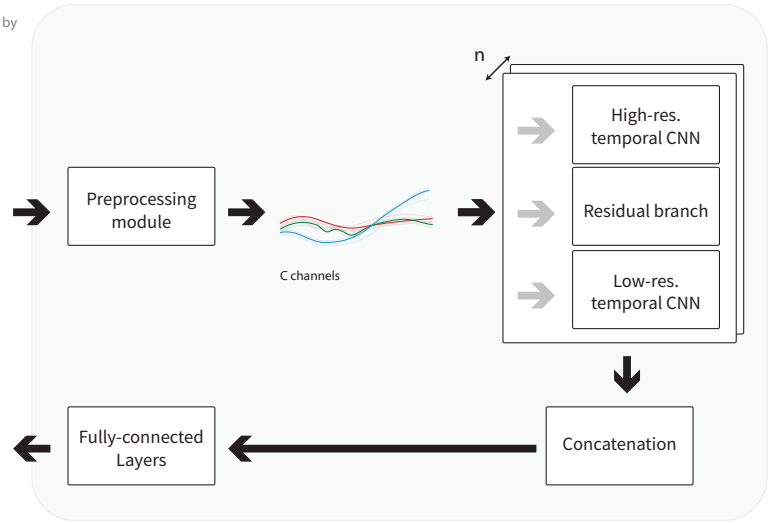 by
n
High-res.
temporal CNN
Preprocessing
module
Residual branch
C channels
Low-res.
temporal CNN
Fully-connected
Layers
Concatenation